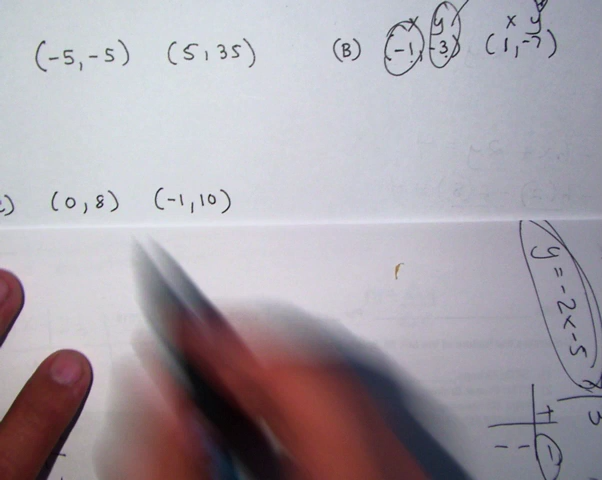 x y x y
(-5,-5) (5,35) (B) (-1,-3) (1,-7)
(0,8) (-1,10)
y=-2x-5